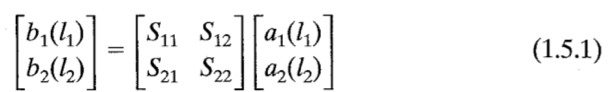 [b₁(l₁)] = [S₁₁ S₁₂] [a₁(l₁)]
[b₂(l₂)] [S₂₁ S₂₂] [a₂(l₂)] (1.5.1)